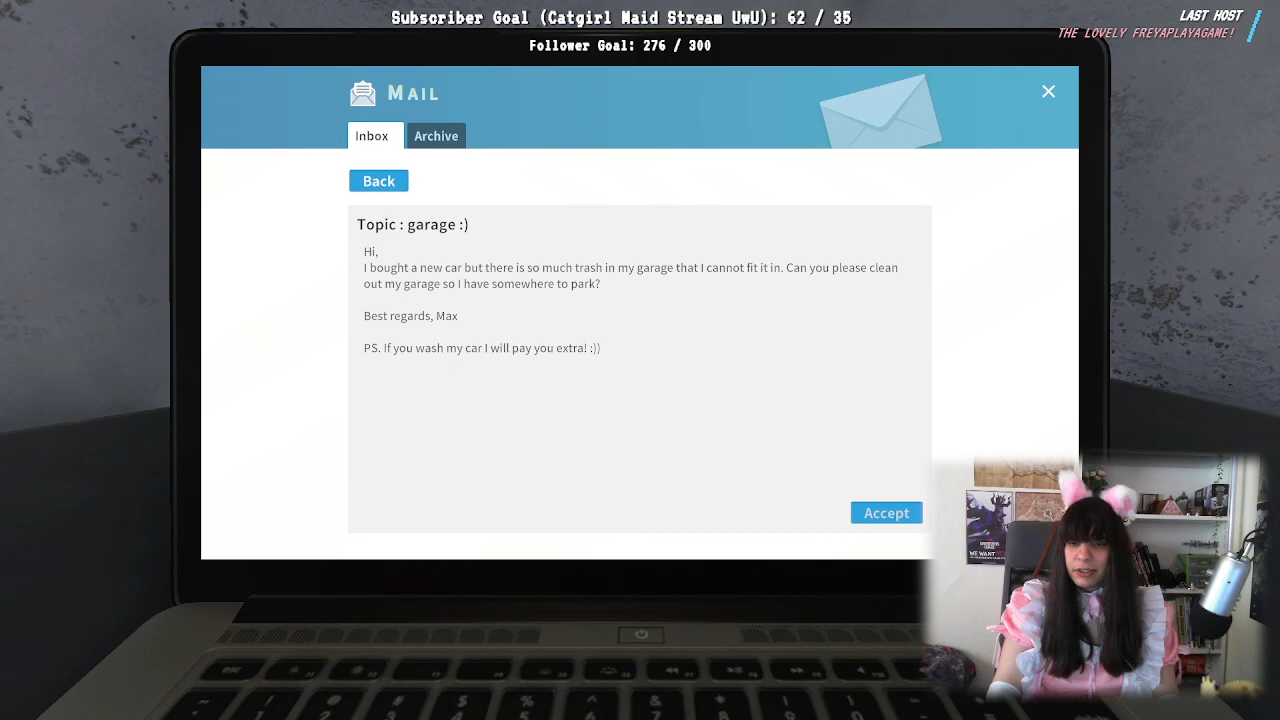 Subscriber Goal (Catgirl Maid Stream UwU): 62 / 35
Follower Goal: 276 / 300
LAST HOST
THE LOVELY FREYAPLAYAGAME!
MAIL
Inbox
Archive
Back
Topic : garage :)
Hi,
I bought a new car but there is so much trash in my garage that I cannot fit it in. Can you please clean
out my garage so I have somewhere to park?
Best regards, Max
PS. If you wash my car I will pay you extra! :))
Accept
WE WANT